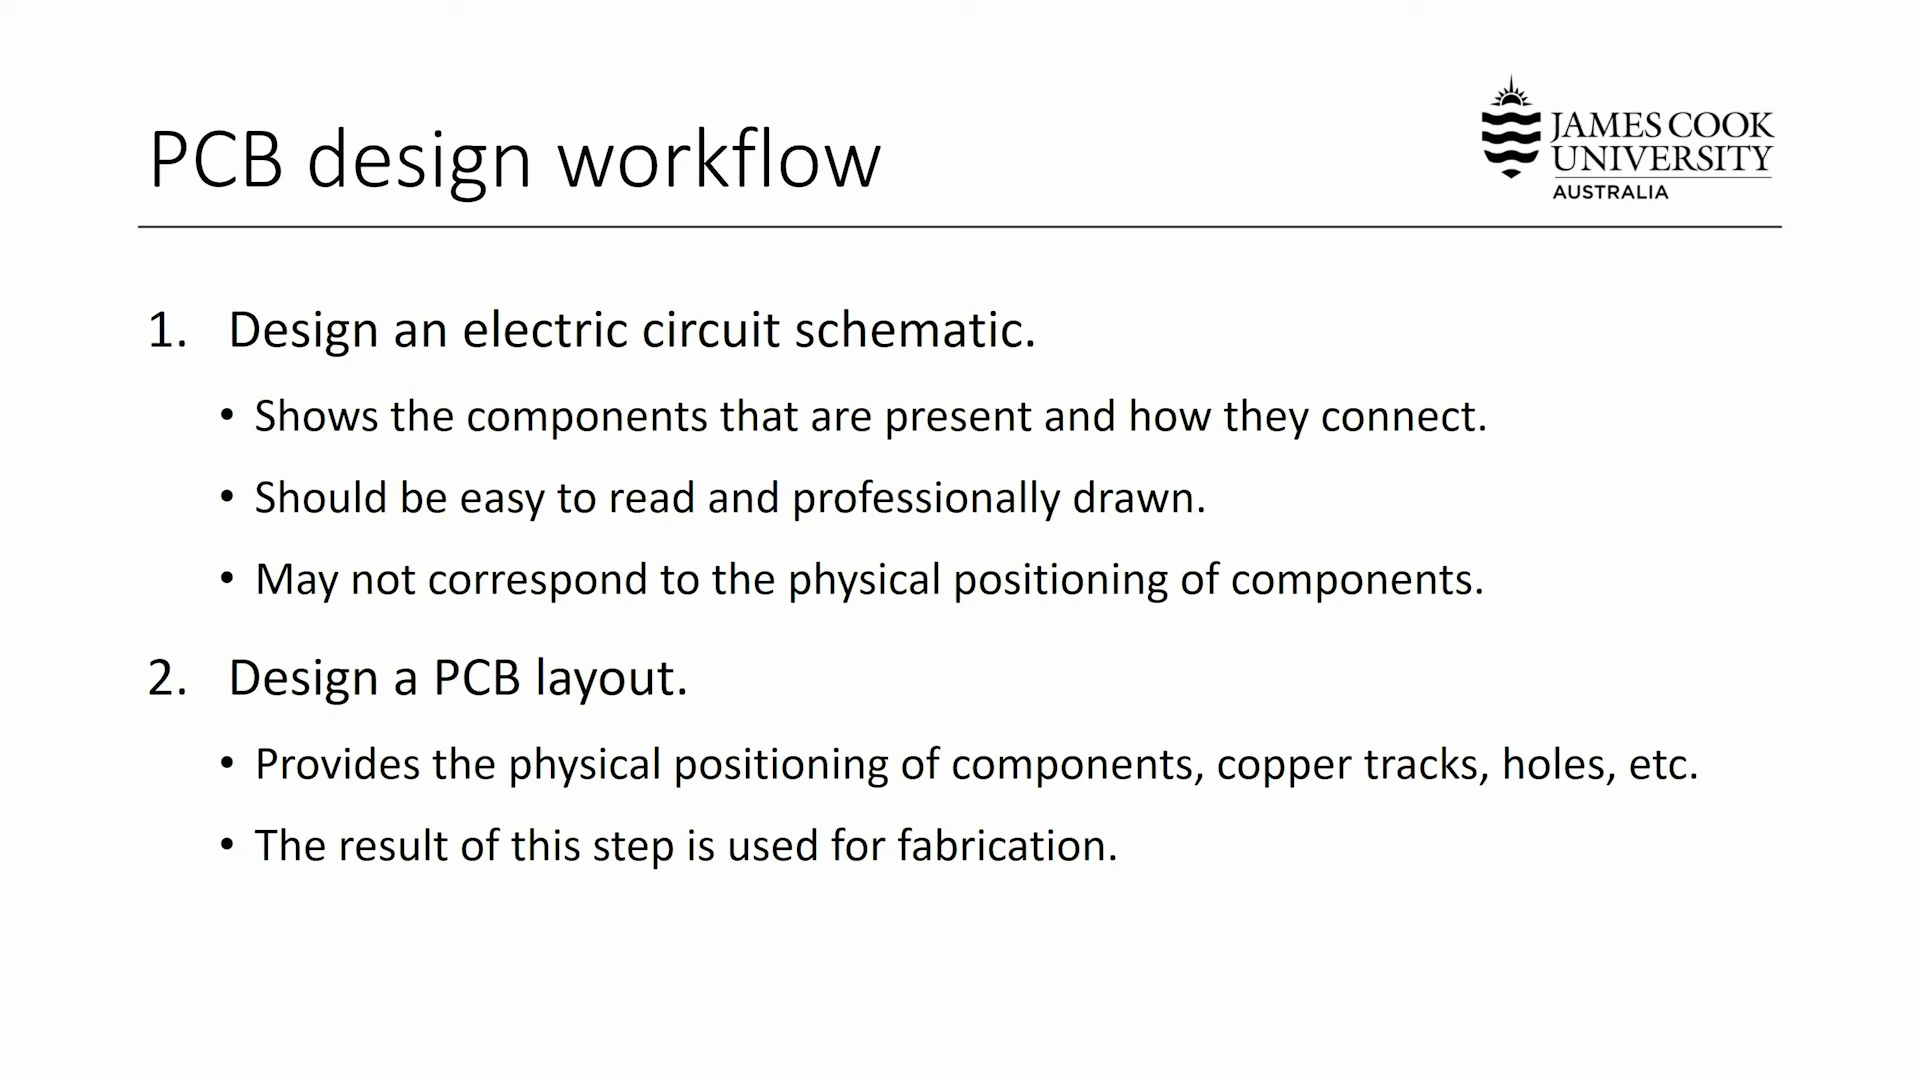 PCB design workflow
JAMES COOK
UNIVERSITY
AUSTRALIA
1. Design an electric circuit schematic.
• Shows the components that are present and how they connect.
• Should be easy to read and professionally drawn.
• May not correspond to the physical positioning of components.
2. Design a PCB layout.
• Provides the physical positioning of components, copper tracks, holes, etc.
• The result of this step is used for fabrication.